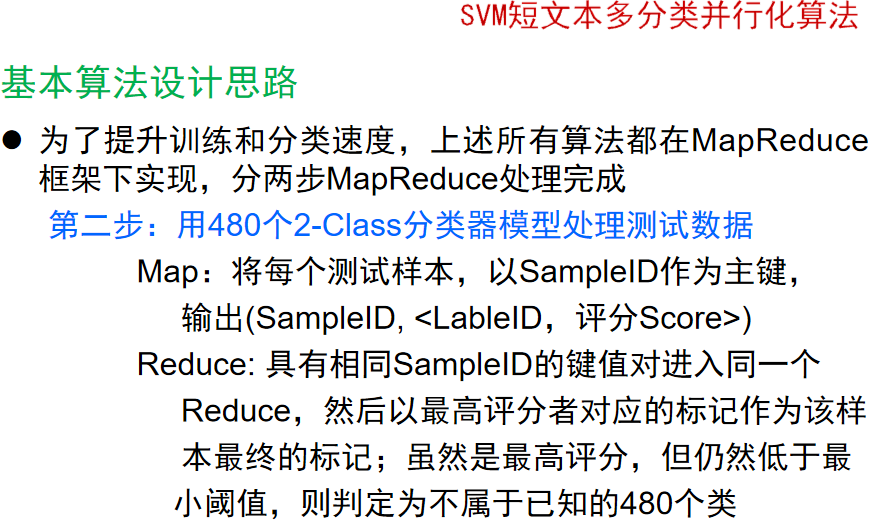 SVM短文本多分类并行化算法
基本算法设计思路
● 为了提升训练和分类速度，上述所有算法都在MapReduce
框架下实现，分两步MapReduce处理完成
第二步：用480个2-Class分类器模型处理测试数据
Map：将每个测试样本，以SampleID作为主键，
输出(SampleID, <LableID，评分Score>)
Reduce: 具有相同SampleID的键值对进入同一个
Reduce，然后以最高评分者对应的标记作为该样
本最终的标记；虽然是最高评分，但仍然低于最
小阈值，则判定为不属于已知的480个类